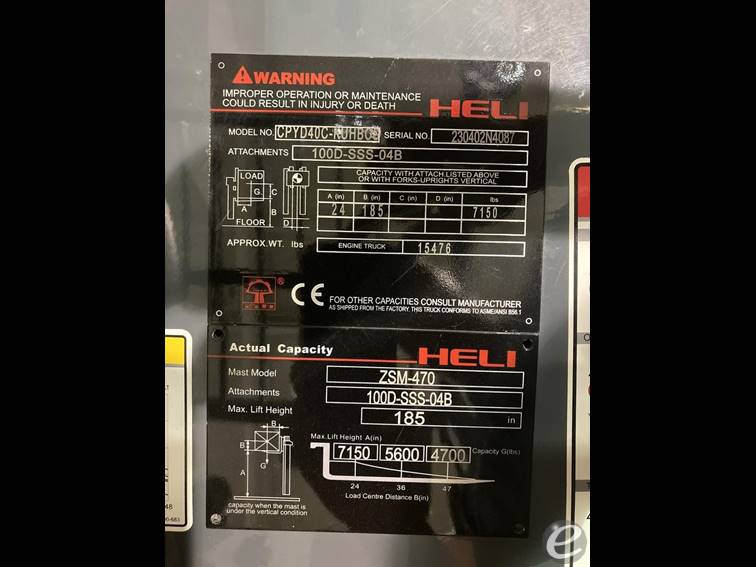 WARNING
IMPROPER OPERATION OR MAINTENANCE
COULD RESULT IN INJURY OR DEATH
HELI
MODEL NO. SERIAL NO. 230402N4087
ATTACHMENTS 100D-SSS-04B
CAPACITY WITH ATTACH LISTED ABOVE
OR WITH FORKS-UPRIGHTS VERTICAL
LOAD
G
C
A
B
FLOOR
D
A (in) B (in) C (in) D (in) lbs
24 185 7150
APPROX.WT. lbs ENGINE TRUCK 15476
®
CE
FOR OTHER CAPACITIES CONSULT MANUFACTURER
AS SHIPPED FROM THE FACTORY. THIS TRUCK CONFORMS TO ASME/ANSI B56.1
Actual Capacity HELI
Mast Model ZSM-470
Attachments 100D-SSS-04B
Max. Lift Height 185 in
B
B
G
A
Max.Lift Height A(in)
7150 5600 4700 Capacity G(lbs)
24 36 47
Load Centre Distance B(in)
capacity when the mast is
under the vertical condition
e